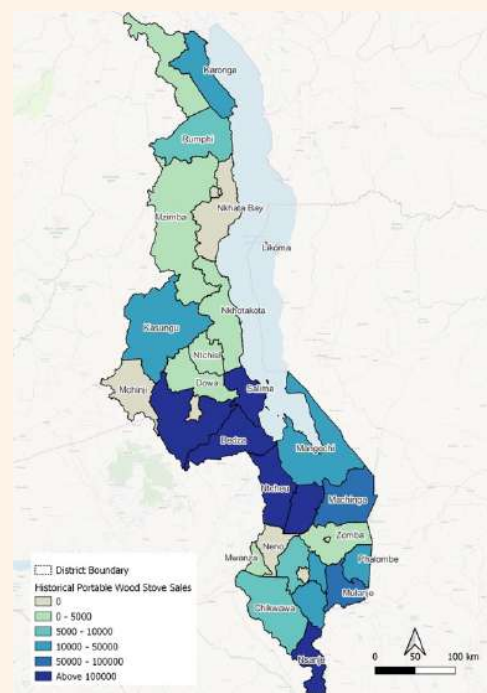 Karonga
Rumphi
Nkhata Bay
Mzimba
Likoma
Nkhotakota
Kasungu
Ntchisi
Mchinji
Dowa
Salima
Dedza
Mangochi
Ntcheu
Machinga
Neno
Zomba
Mwanza
Phalombe
Chikwawa
Mulanje
Nsanje
District Boundary
Historical Portable Wood Stove Sales
0
0 - 5000
5000 - 10000
10000 - 50000
50000 - 100000
Above 100000
0 50 100 km